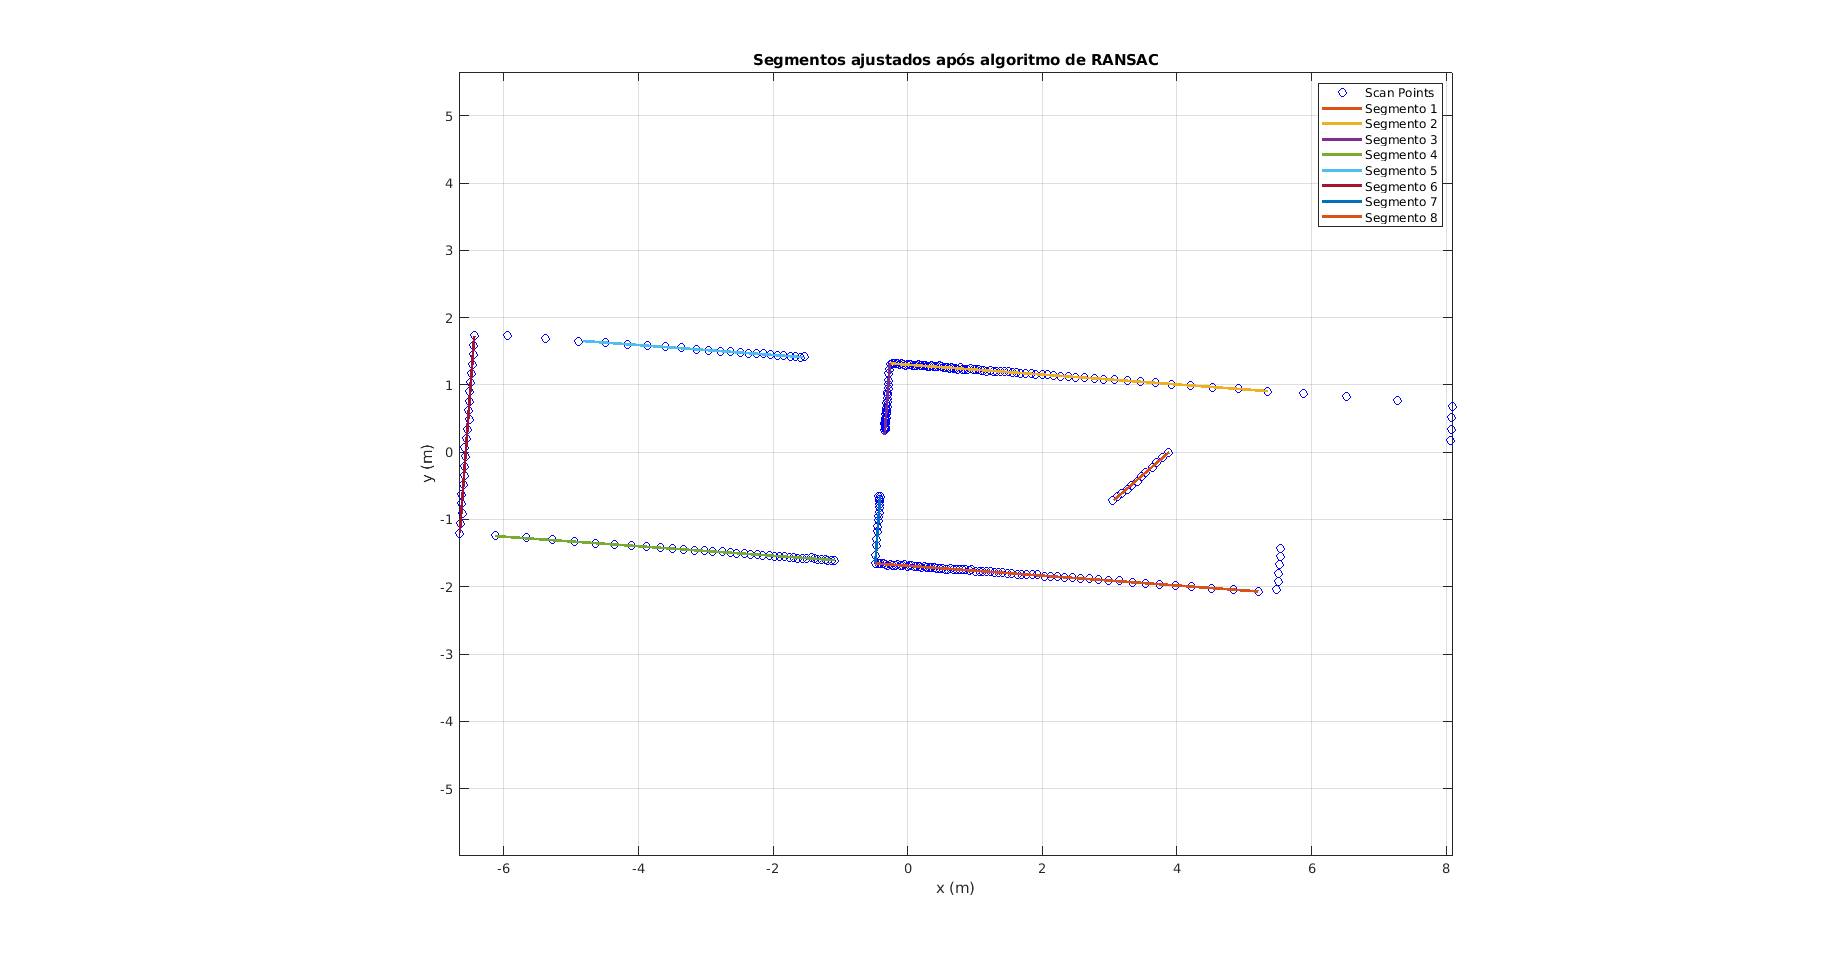 Segmentos ajustados após algoritmo de RANSAC
Scan Points
Segmento 1
Segmento 2
Segmento 3
Segmento 4
Segmento 5
Segmento 6
Segmento 7
Segmento 8
5
4
3
2
1
0
-1
-2
-3
-4
-5
y (m)
-6 -4 -2 0 2 4 6 8
x (m)